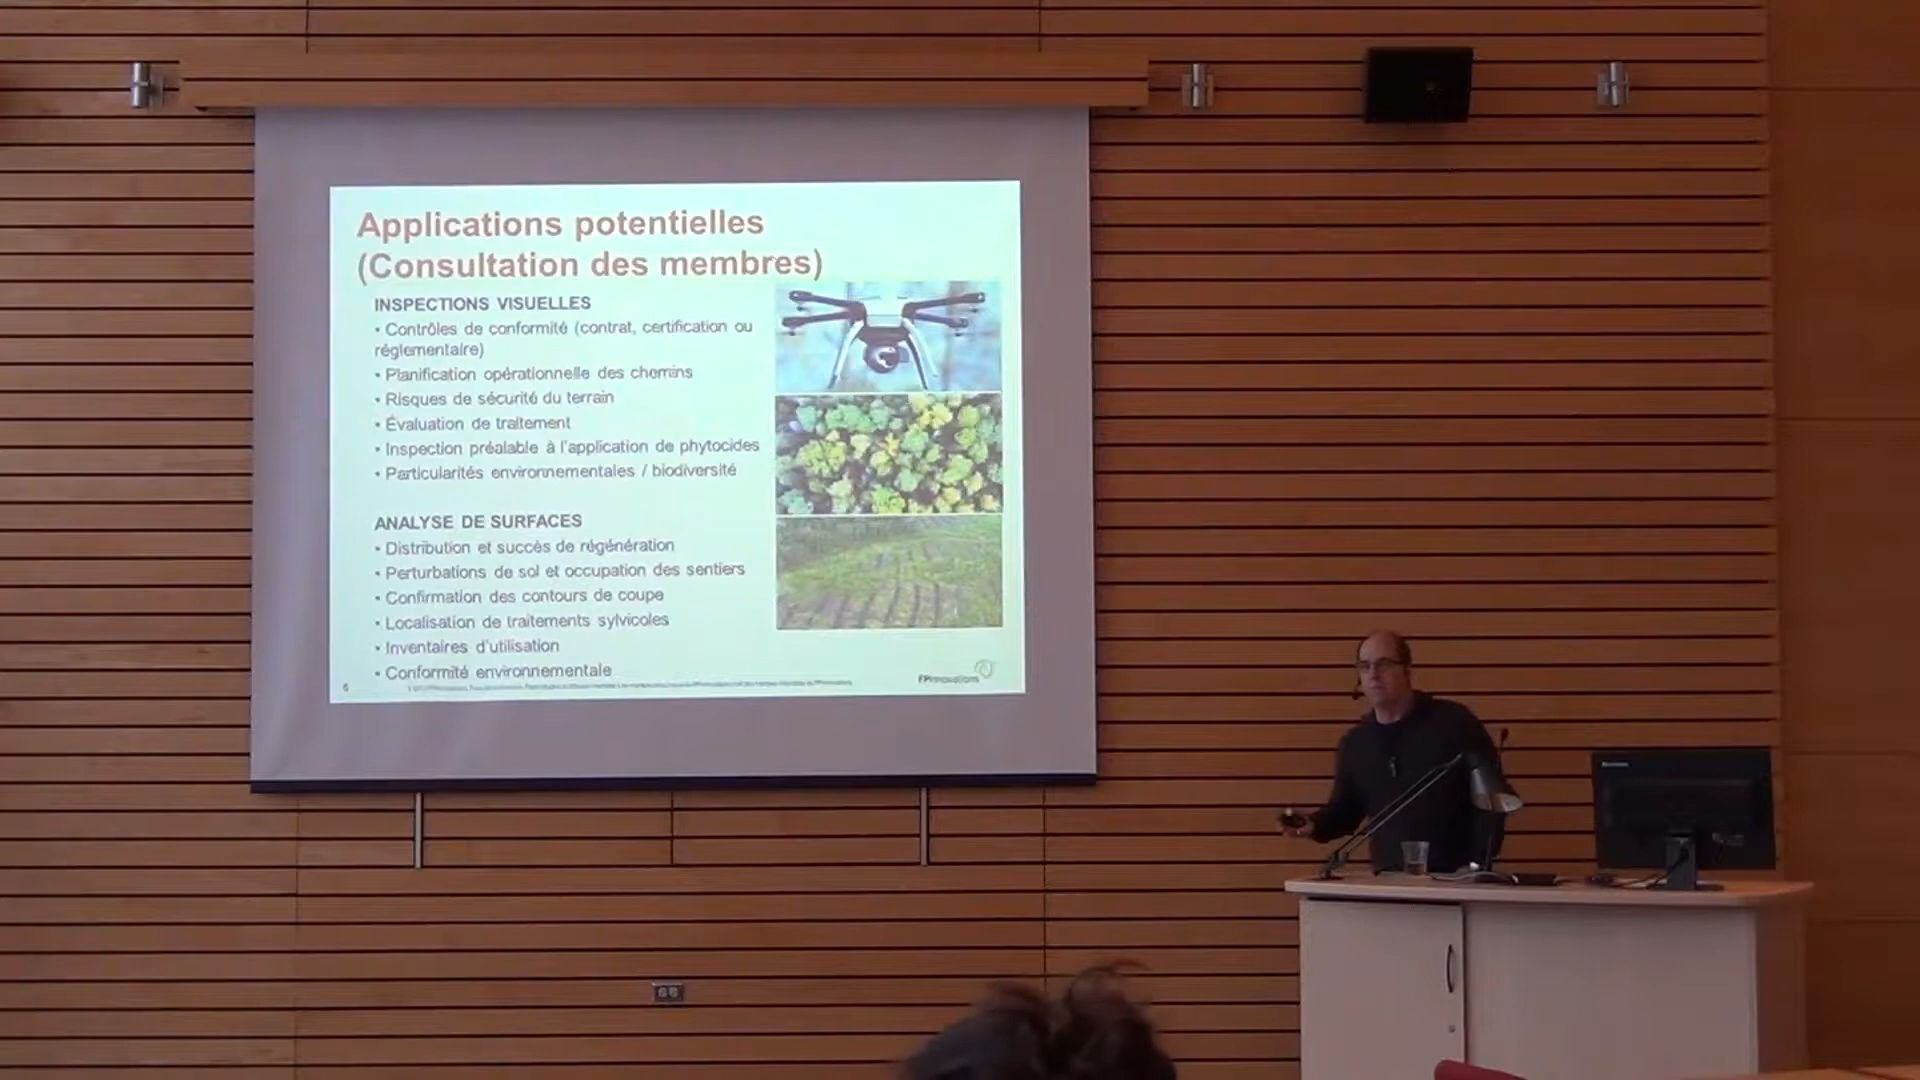 Applications potentielles
(Consultation des membres)
INSPECTIONS VISUELLES
• Contrôles de conformité (contrat, certification ou
réglementaire)
• Planification opérationnelle des chemins
• Risques de sécurité du terrain
• Évaluation de traitement
• Inspection préalable à l'application de phytocides
• Particularités environnementales / biodiversité
ANALYSE DE SURFACES
• Distribution et succès de régénération
• Perturbations de sol et occupation des sentiers
• Confirmation des contours de coupe
• Localisation de traitements sylvicoles
• Inventaires d'utilisation
• Conformité environnementale
FPInnovations